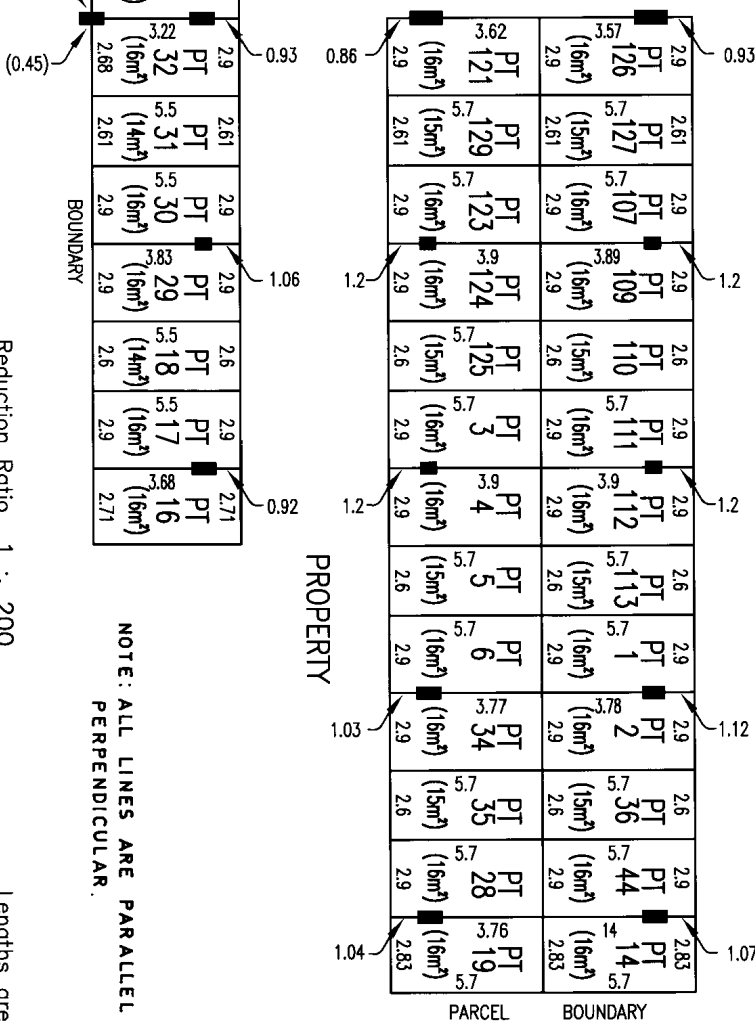 (0.45)
0.93
3.22
2.68
(16m²)
32
PT
2.9
5.5
2.61
(14m²)
31
PT
2.61
5.5
2.9
(16m²)
30
PT
2.9
BOUNDARY
3.83
2.9
(16m²)
29
PT
2.9
1.06
5.5
2.6
(14m²)
18
PT
2.6
5.5
2.9
(16m²)
17
PT
2.9
3.68
2.71
(16m²)
16
PT
2.71
0.92
0.86
3.62
2.9
(16m²)
121
PT
2.9
3.57
2.9
(16m²)
126
PT
2.9
0.93
5.7
2.61
(15m²)
129
PT
5.7
2.61
(15m²)
127
PT
2.61
5.7
2.9
(16m²)
123
PT
5.7
2.9
(16m²)
107
PT
2.9
1.2
3.9
2.9
(16m²)
124
PT
3.89
2.9
(16m²)
109
PT
2.9
1.2
5.7
2.6
(15m²)
125
PT
2.6
(15m²)
110
PT
2.6
5.7
2.9
(16m²)
3
PT
5.7
2.9
(16m²)
111
PT
2.9
1.2
3.9
2.9
(16m²)
4
PT
3.9
2.9
(16m²)
112
PT
2.9
1.2
5.7
2.6
(15m²)
5
PT
5.7
2.6
(15m²)
113
PT
2.6
5.7
2.9
(16m²)
6
PT
5.7
2.9
(16m²)
1
PT
2.9
1.03
3.77
2.9
(16m²)
34
PT
3.78
2.9
(16m²)
2
PT
2.9
1.12
5.7
2.6
(15m²)
35
PT
5.7
2.6
(15m²)
36
PT
2.6
5.7
2.9
(16m²)
28
PT
5.7
2.9
(16m²)
44
PT
2.9
1.04
3.76
2.83
(16m²)
19
PT
5.7
14
(16m²)
14
PT
2.83
5.7
1.07
PROPERTY
PARCEL BOUNDARY
NOTE: ALL LINES ARE PARALLEL
PERPENDICULAR.
Reduction Ratio 1 : 200
Lengths are